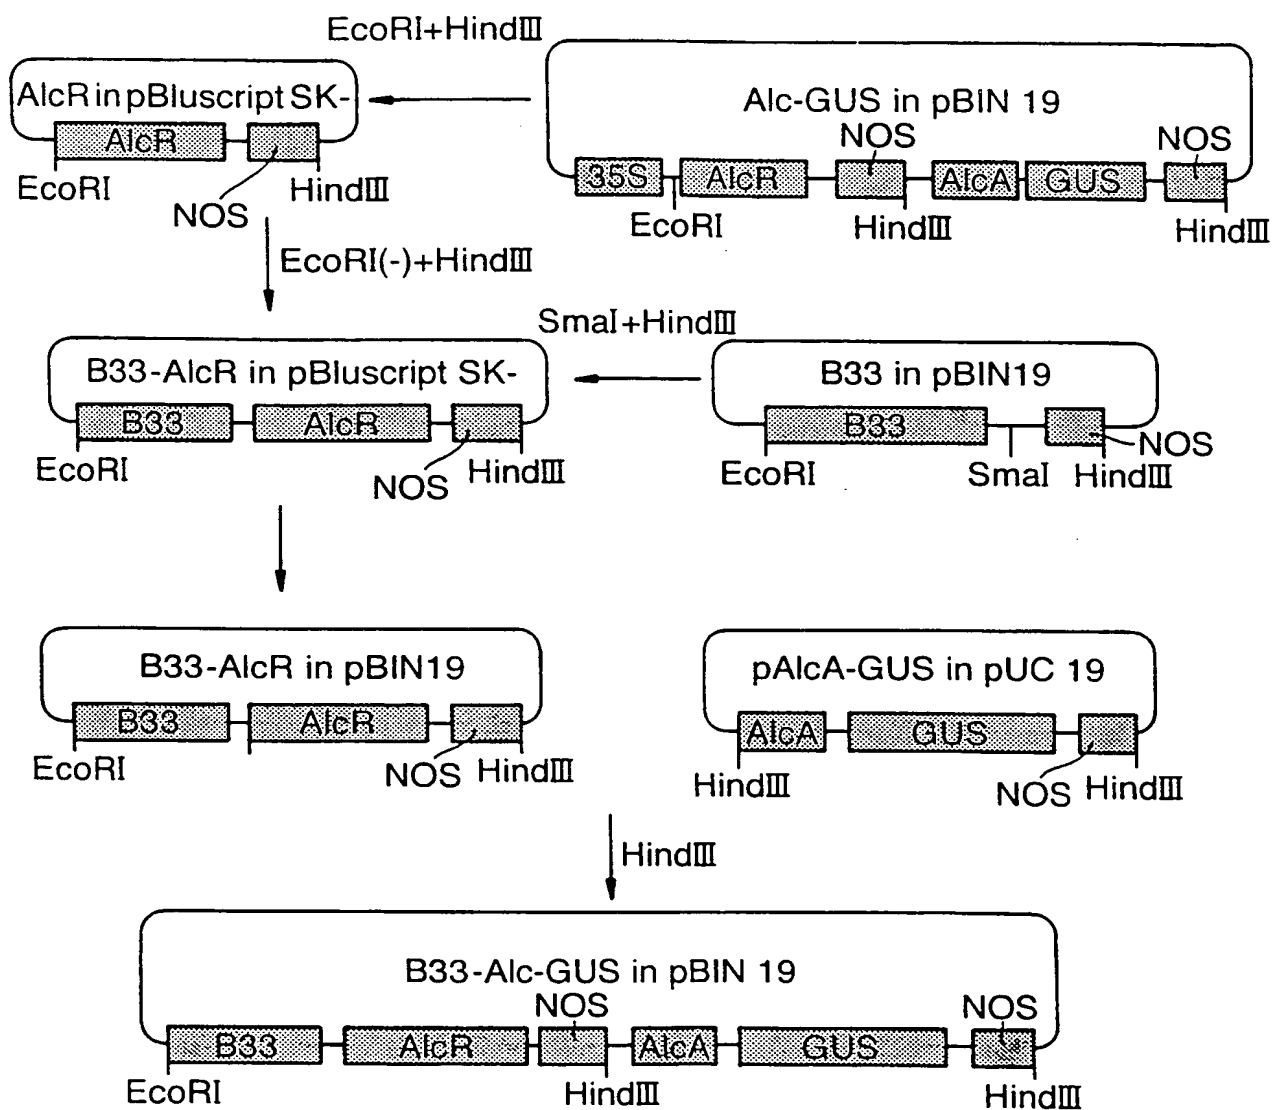 EcoRI+HindIII
AlcR in pBluscript SK-
AlcR
EcoRI
HindIII
NOS
Alc-GUS in pBIN 19
NOS
NOS
35S
AlcR
AlcA
GUS
EcoRI
HindIII
HindIII
EcoRI(-)+HindIII
SmaI+HindIII
B33-AlcR in pBluscript SK-
B33
AlcR
EcoRI
NOS
HindIII
B33 in pBIN19
B33
NOS
EcoRI
SmaI
HindIII
B33-AlcR in pBIN19
B33
AlcR
EcoRI
NOS
HindIII
pAlcA-GUS in pUC 19
AlcA
GUS
HindIII
NOS
HindIII
HindIII
B33-Alc-GUS in pBIN 19
NOS
NOS
B33
AlcR
AlcA
GUS
EcoRI
HindIII
HindIII